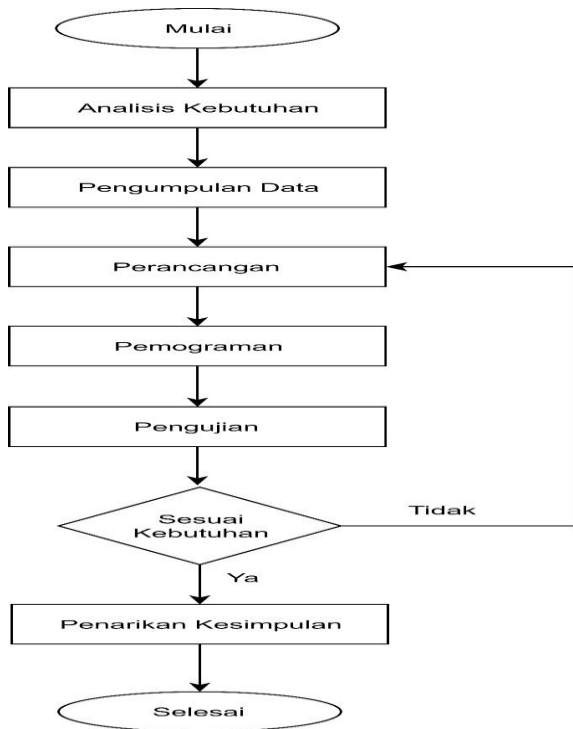 Mulai
Analisis Kebutuhan
Pengumpulan Data
Perancangan
Pemograman
Pengujian
Sesuai
Kebutuhan
Tidak
Ya
Penarikan Kesimpulan
Selesai